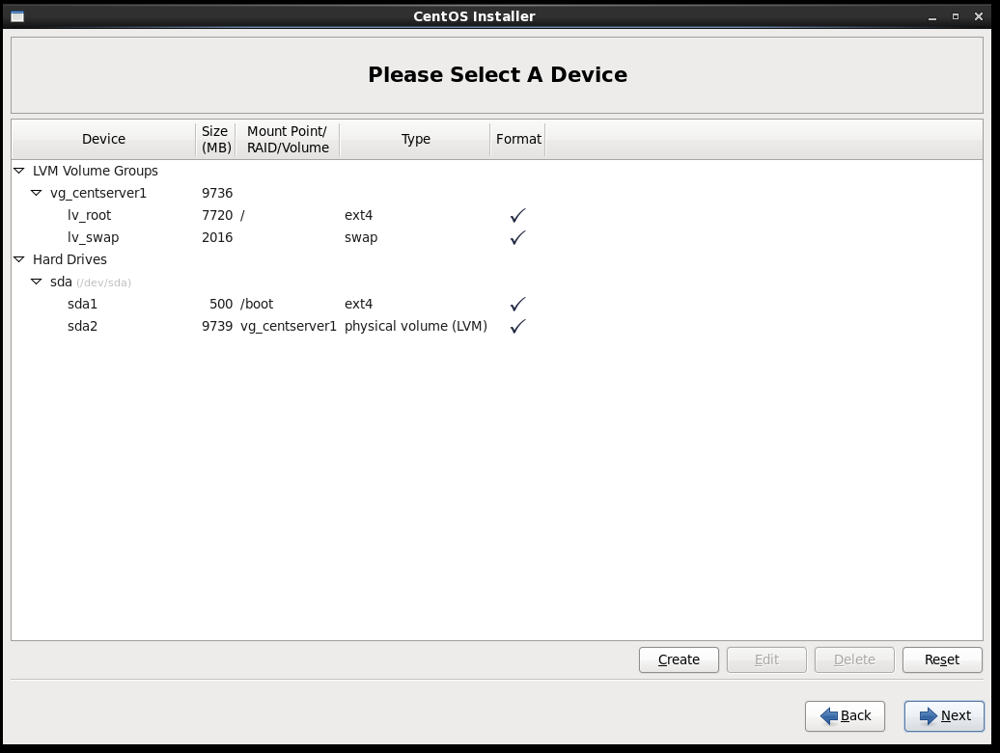 CentOS Installer
Please Select A Device
Device Size (MB) Mount Point/ RAID/Volume Type Format
LVM Volume Groups
vg_centserver1 9736
lv_root 7720 / ext4
lv_swap 2016 swap
Hard Drives
sda (/dev/sda)
sda1 500 /boot ext4
sda2 9739 vg_centserver1 physical volume (LVM)
Create Edit Delete Reset
Back Next